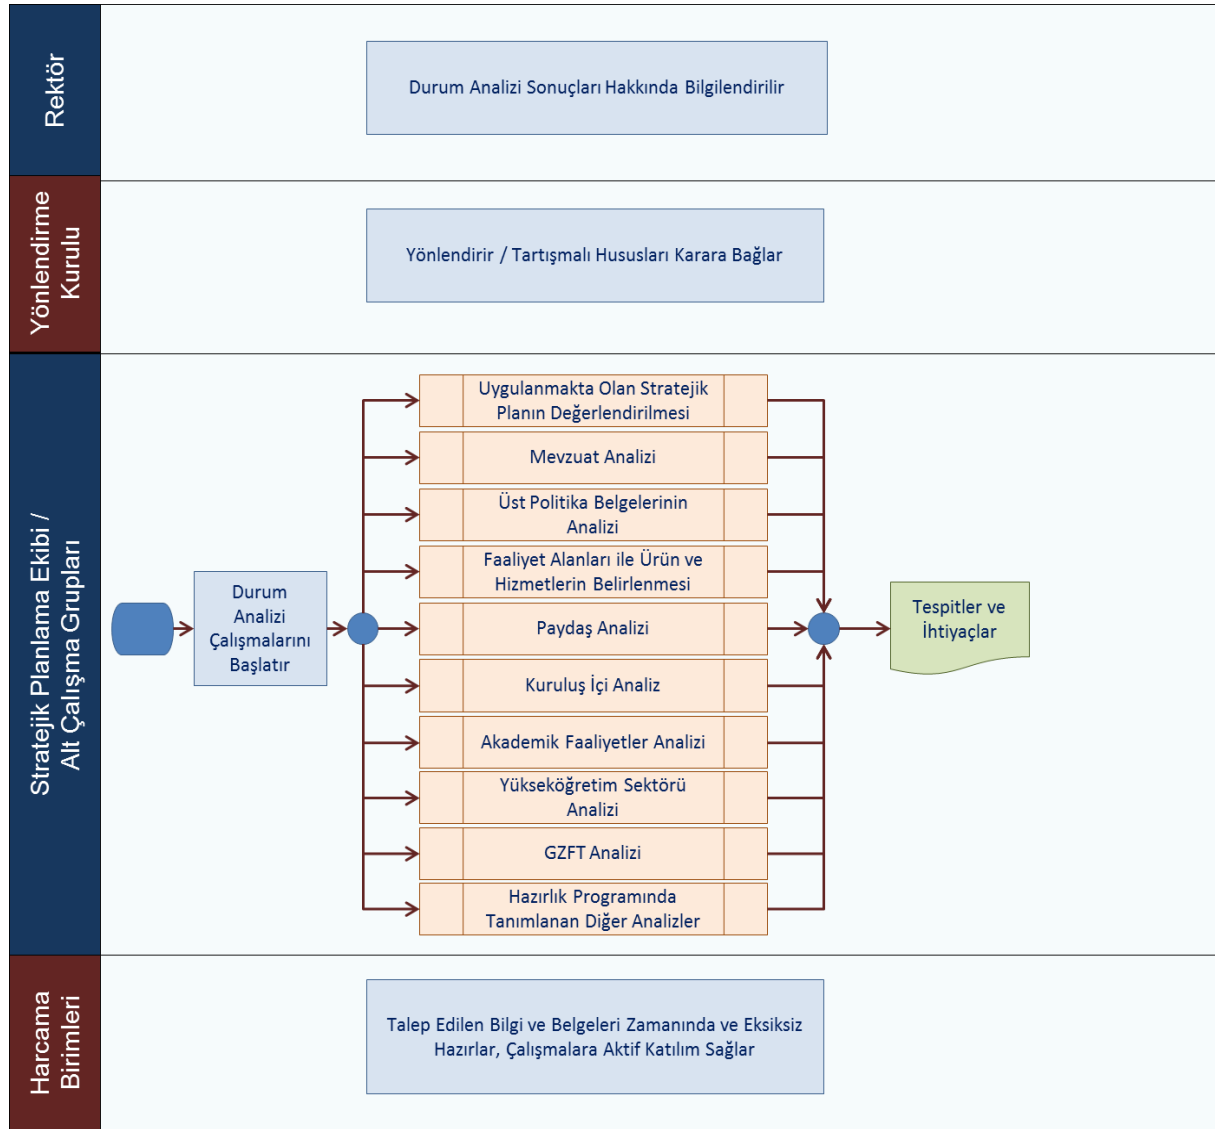 Rektör
Durum Analizi Sonuçları Hakkında Bilgilendirilir
Yönlendirme
Kurulu
Yönlendirir / Tartışmalı Hususları Karara Bağlar
Stratejik Planlama Ekibi /
Alt Çalışma Grupları
Durum
Analizi
Çalışmalarını
Başlatır
Uygulanmakta Olan Stratejik
Planın Değerlendirilmesi
Mevzuat Analizi
Üst Politika Belgelerinin
Analizi
Faaliyet Alanları ile Ürün ve
Hizmetlerin Belirlenmesi
Paydaş Analizi
Kuruluş İçi Analiz
Akademik Faaliyetler Analizi
Yükseköğretim Sektörü
Analizi
GZFT Analizi
Hazırlık Programında
Tanımlanan Diğer Analizler
Tespitler ve
İhtiyaçlar
Harcama
Birimleri
Talep Edilen Bilgi ve Belgeleri Zamanında ve Eksiksiz
Hazırlar, Çalışmalara Aktif Katılım Sağlar